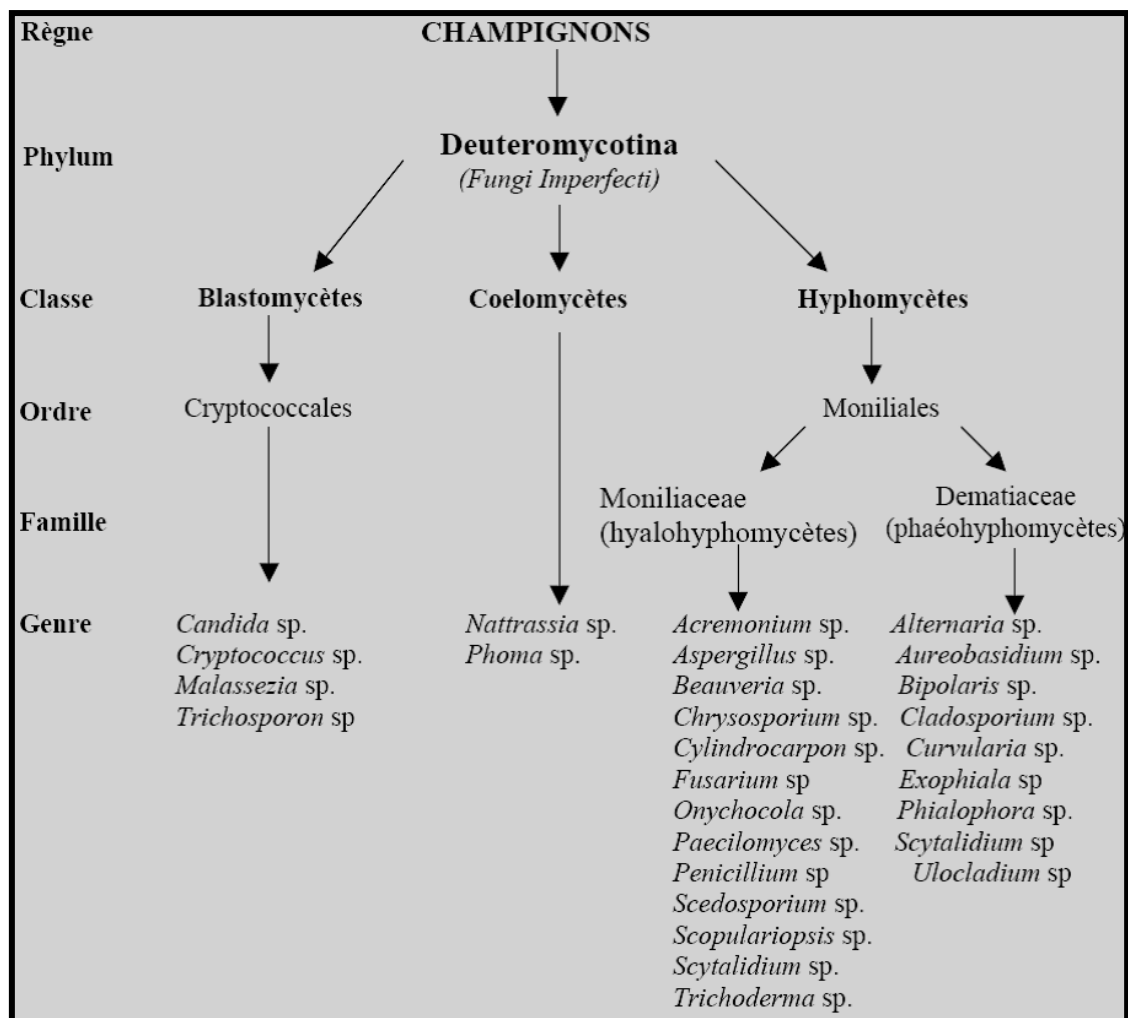 Règne CHAMPIGNONS
Phylum Deuteromycotina
(Fungi Imperfecti)
Classe Blastomycètes Coelomycètes Hyphomycètes
Ordre Cryptococcales Moniliales
Famille Moniliaceae Dematiaceae
(hyalohyphomycètes) (phaéohyphomycètes)
Genre Candida sp. Nattrassia sp. Acremonium sp. Alternaria sp.
Cryptococcus sp. Phoma sp. Aspergillus sp. Aureobasidium sp.
Malassezia sp. Beauveria sp. Bipolaris sp.
Trichosporon sp Chrysosporium sp. Cladosporium sp.
Cylindrocarpon sp. Curvularia sp.
Fusarium sp Exophiala sp
Onychocola sp. Phialophora sp.
Paecilomyces sp. Scytalidium sp
Penicillium sp Ulocladium sp
Scedosporium sp.
Scopulariopsis sp.
Scytalidium sp.
Trichoderma sp.